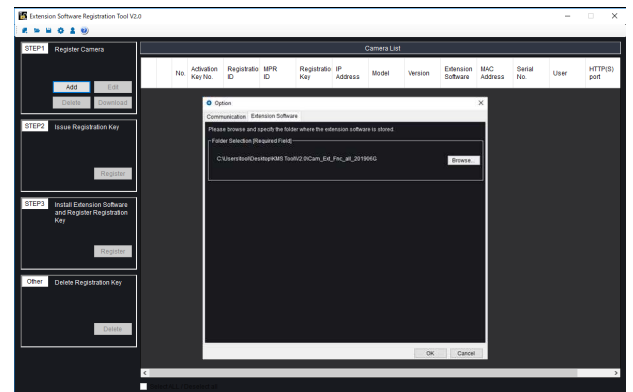 Extension Software Registration Tool V2.0
STEP1 Register Camera
Add Edit
Delete Download
STEP2 Issue Registration Key
Register
STEP3 Install Extension Software
and Register Registration
Key
Register
Other Delete Registration Key
Delete
Camera List
No. Activation Key No. Registratio ID MPR ID Registratio Key IP Address Model Version Extension Software MAC Address Serial No. User HTTP(S) port
Option
Communication Extension Software
Please browse and specify the folder where the extension software is stored.
Folder Selection [Required Field]
C:\Users\tool\Desktop\KMS Tool\V2.0\Cam_Ext_Fnc_all_201906G
Browse...
OK Cancel